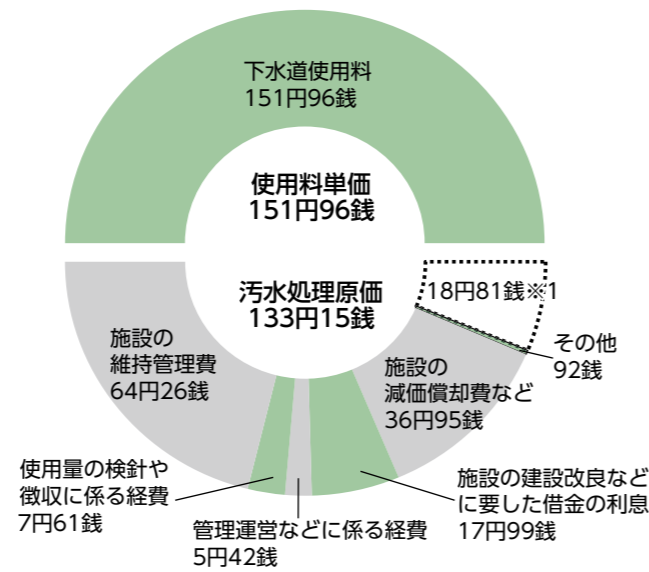 下水道使用料
151円96銭
使用料単価
151円96銭
汚水処理原価
133円15銭
18円81銭※1
その他
92銭
施設の
減価償却費など
36円95銭
施設の
維持管理費
64円26銭
使用量の検針や
徴収に係る経費
7円61銭
管理運営などに係る経費
5円42銭
施設の建設改良など
に要した借金の利息
17円99銭